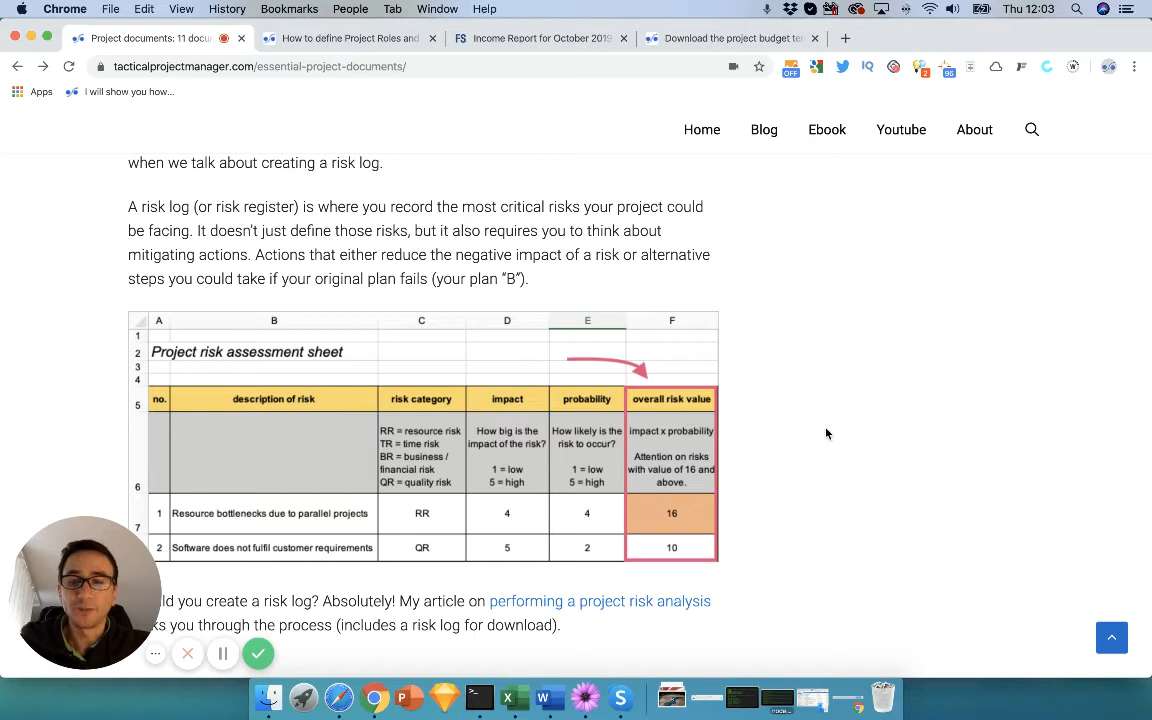 Chrome File Edit View History Bookmarks People Tab Window Help Thu 12:03
Project documents: 11 docu How to define Project Roles and FS Income Report for October 2019 Download the project budget te
tacticalprojectmanager.com/essential-project-documents/
OFF IQ 2 96
Apps I will show you how...
Home Blog Ebook Youtube About
when we talk about creating a risk log.
A risk log (or risk register) is where you record the most critical risks your project could
be facing. It doesn't just define those risks, but it also requires you to think about
mitigating actions. Actions that either reduce the negative impact of a risk or alternative
steps you could take if your original plan fails (your plan “B”).
A B C D E F
1
2 Project risk assessment sheet
3
4
5 no. description of risk risk category impact probability overall risk value
6 RR = resource risk
TR = time risk
BR = business /
financial risk
QR = quality risk
How big is the
impact of the risk?
1 = low
5 = high
How likely is the
risk to occur?
1 = low
5 = high
impact x probability
Attention on risks
with value of 16 and
above.
7 1 Resource bottlenecks due to parallel projects RR 4 4 16
2 Software does not fulfil customer requirements QR 5 2 10
ld you create a risk log? Absolutely! My article on performing a project risk analysis
ks you through the process (includes a risk log for download).